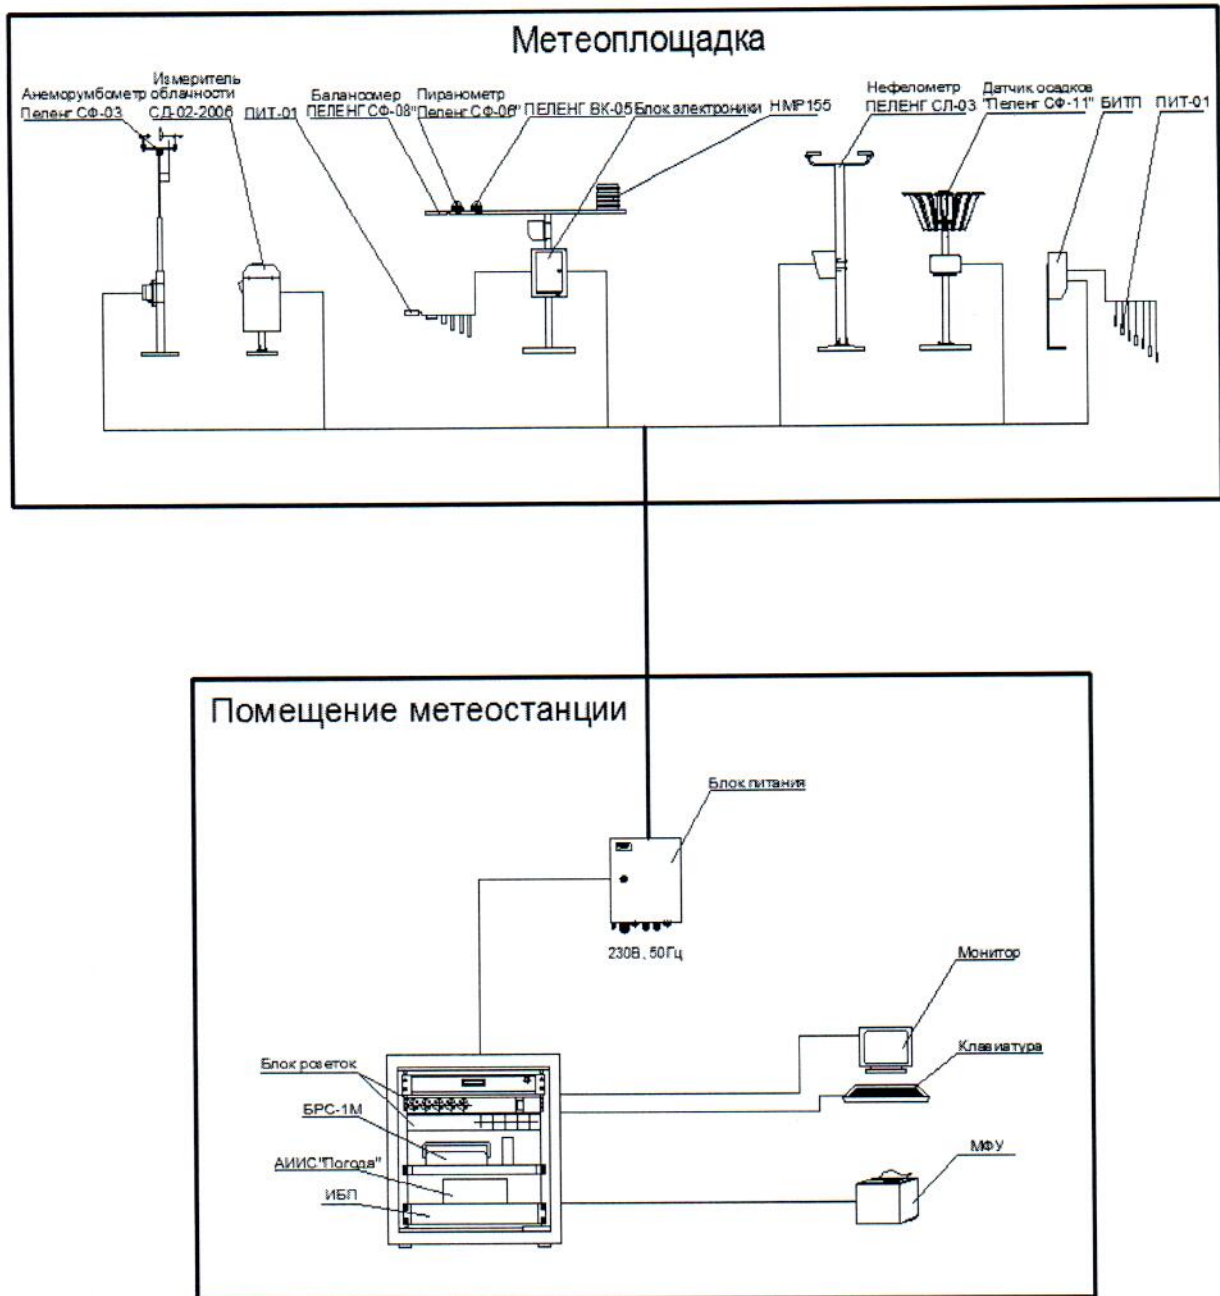 Метеоплощадка
Анеморумбометр
Пеленг СФ-03
Измеритель
облачности
СД-02-2006
ПИТ-01
Балансомер
ПЕЛЕНГ СФ-08"
Пиранометр
Пеленг СФ-06"
ПЕЛЕНГ ВК-05
Блок электроники
HMP155
Нефелометр
ПЕЛЕНГ СЛ-03
Датчик осадков
"Пеленг СФ-11"
БИТП
ПИТ-01
Помещение метеостанции
Блок питания
230В, 50Гц
Монитор
Клавиатура
Блок розеток
БРС-1М
АИИС"Погода"
ИБП
МФУ